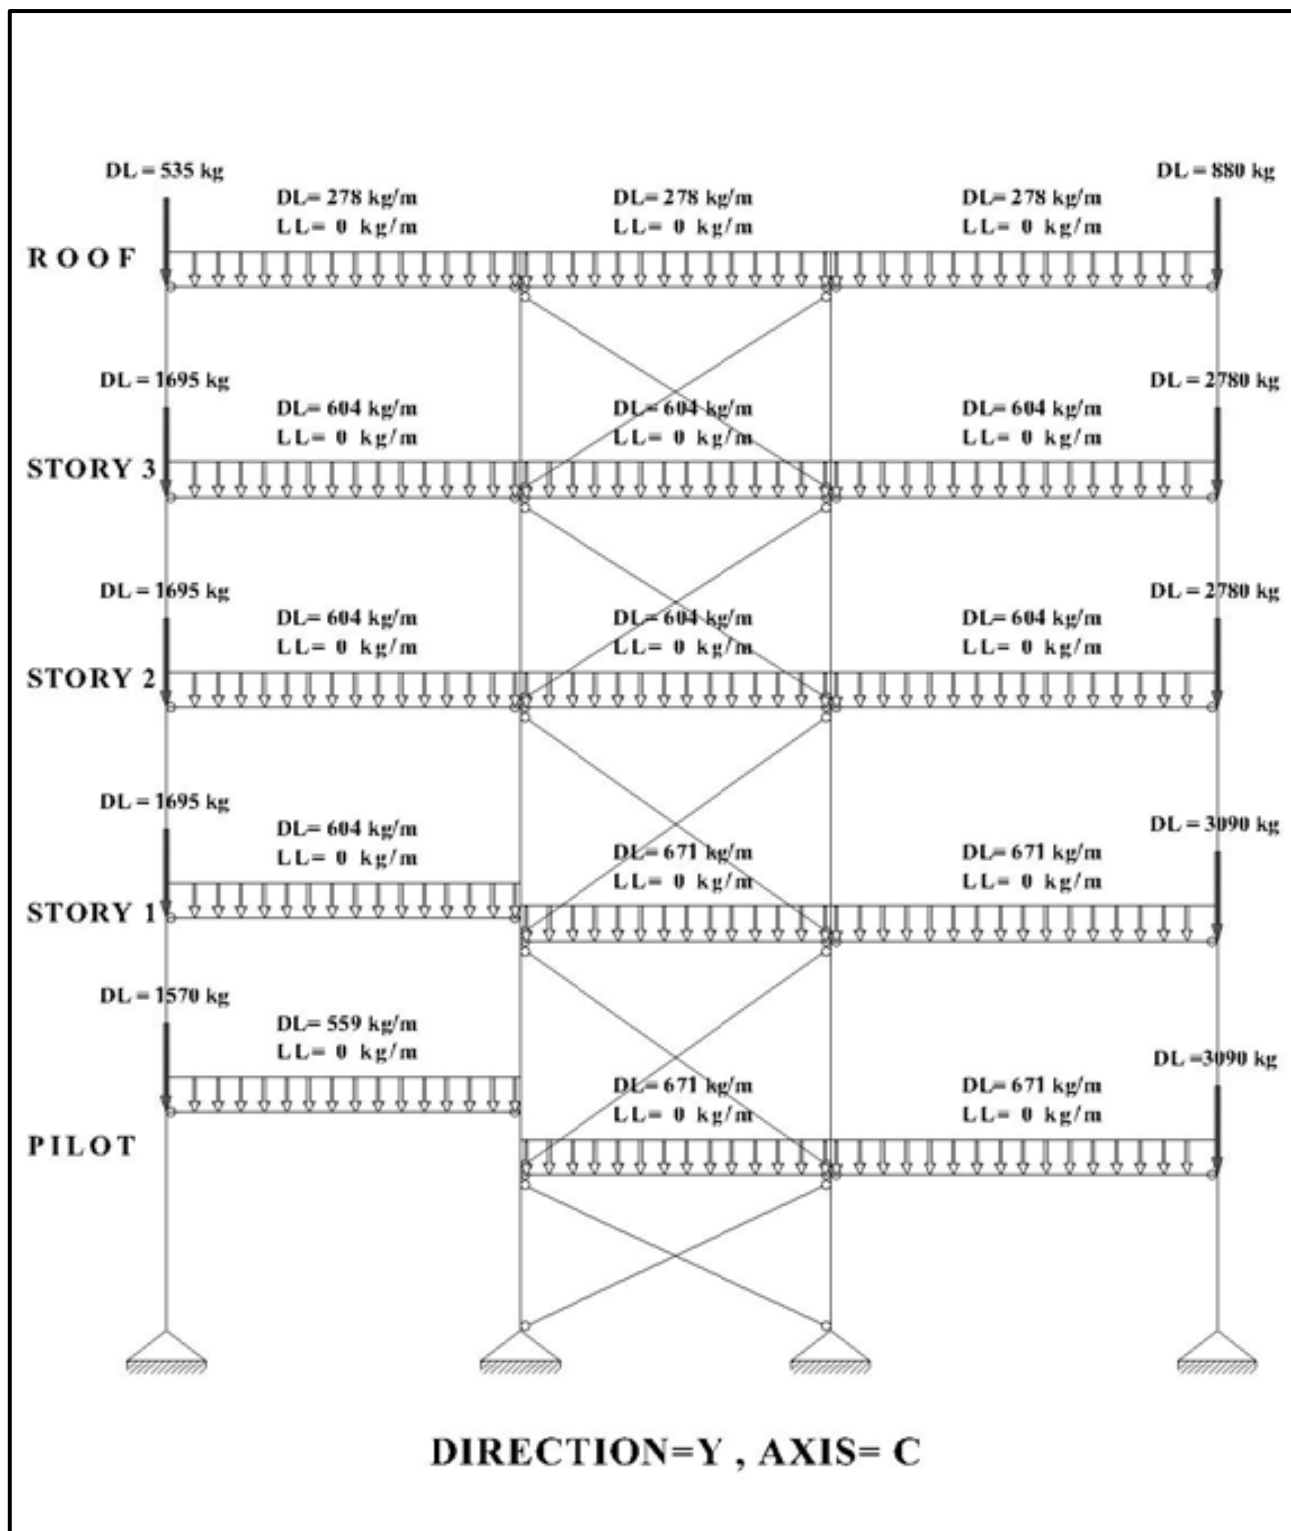 DL = 535 kg
DL = 880 kg
DL= 278 kg/m
LL= 0 kg/m
DL= 278 kg/m
LL= 0 kg/m
DL= 278 kg/m
LL= 0 kg/m
ROOF
DL = 1695 kg
DL = 2780 kg
DL= 604 kg/m
LL= 0 kg/m
DL= 604 kg/m
LL= 0 kg/m
DL= 604 kg/m
LL= 0 kg/m
STORY 3
DL = 1695 kg
DL = 2780 kg
DL= 604 kg/m
LL= 0 kg/m
DL= 604 kg/m
LL= 0 kg/m
DL= 604 kg/m
LL= 0 kg/m
STORY 2
DL = 1695 kg
DL = 3090 kg
DL= 604 kg/m
LL= 0 kg/m
DL= 671 kg/m
LL= 0 kg/m
DL= 671 kg/m
LL= 0 kg/m
STORY 1
DL = 1570 kg
DL =3090 kg
DL= 559 kg/m
LL= 0 kg/m
DL= 671 kg/m
LL= 0 kg/m
DL= 671 kg/m
LL= 0 kg/m
PILOT
DIRECTION=Y , AXIS= C